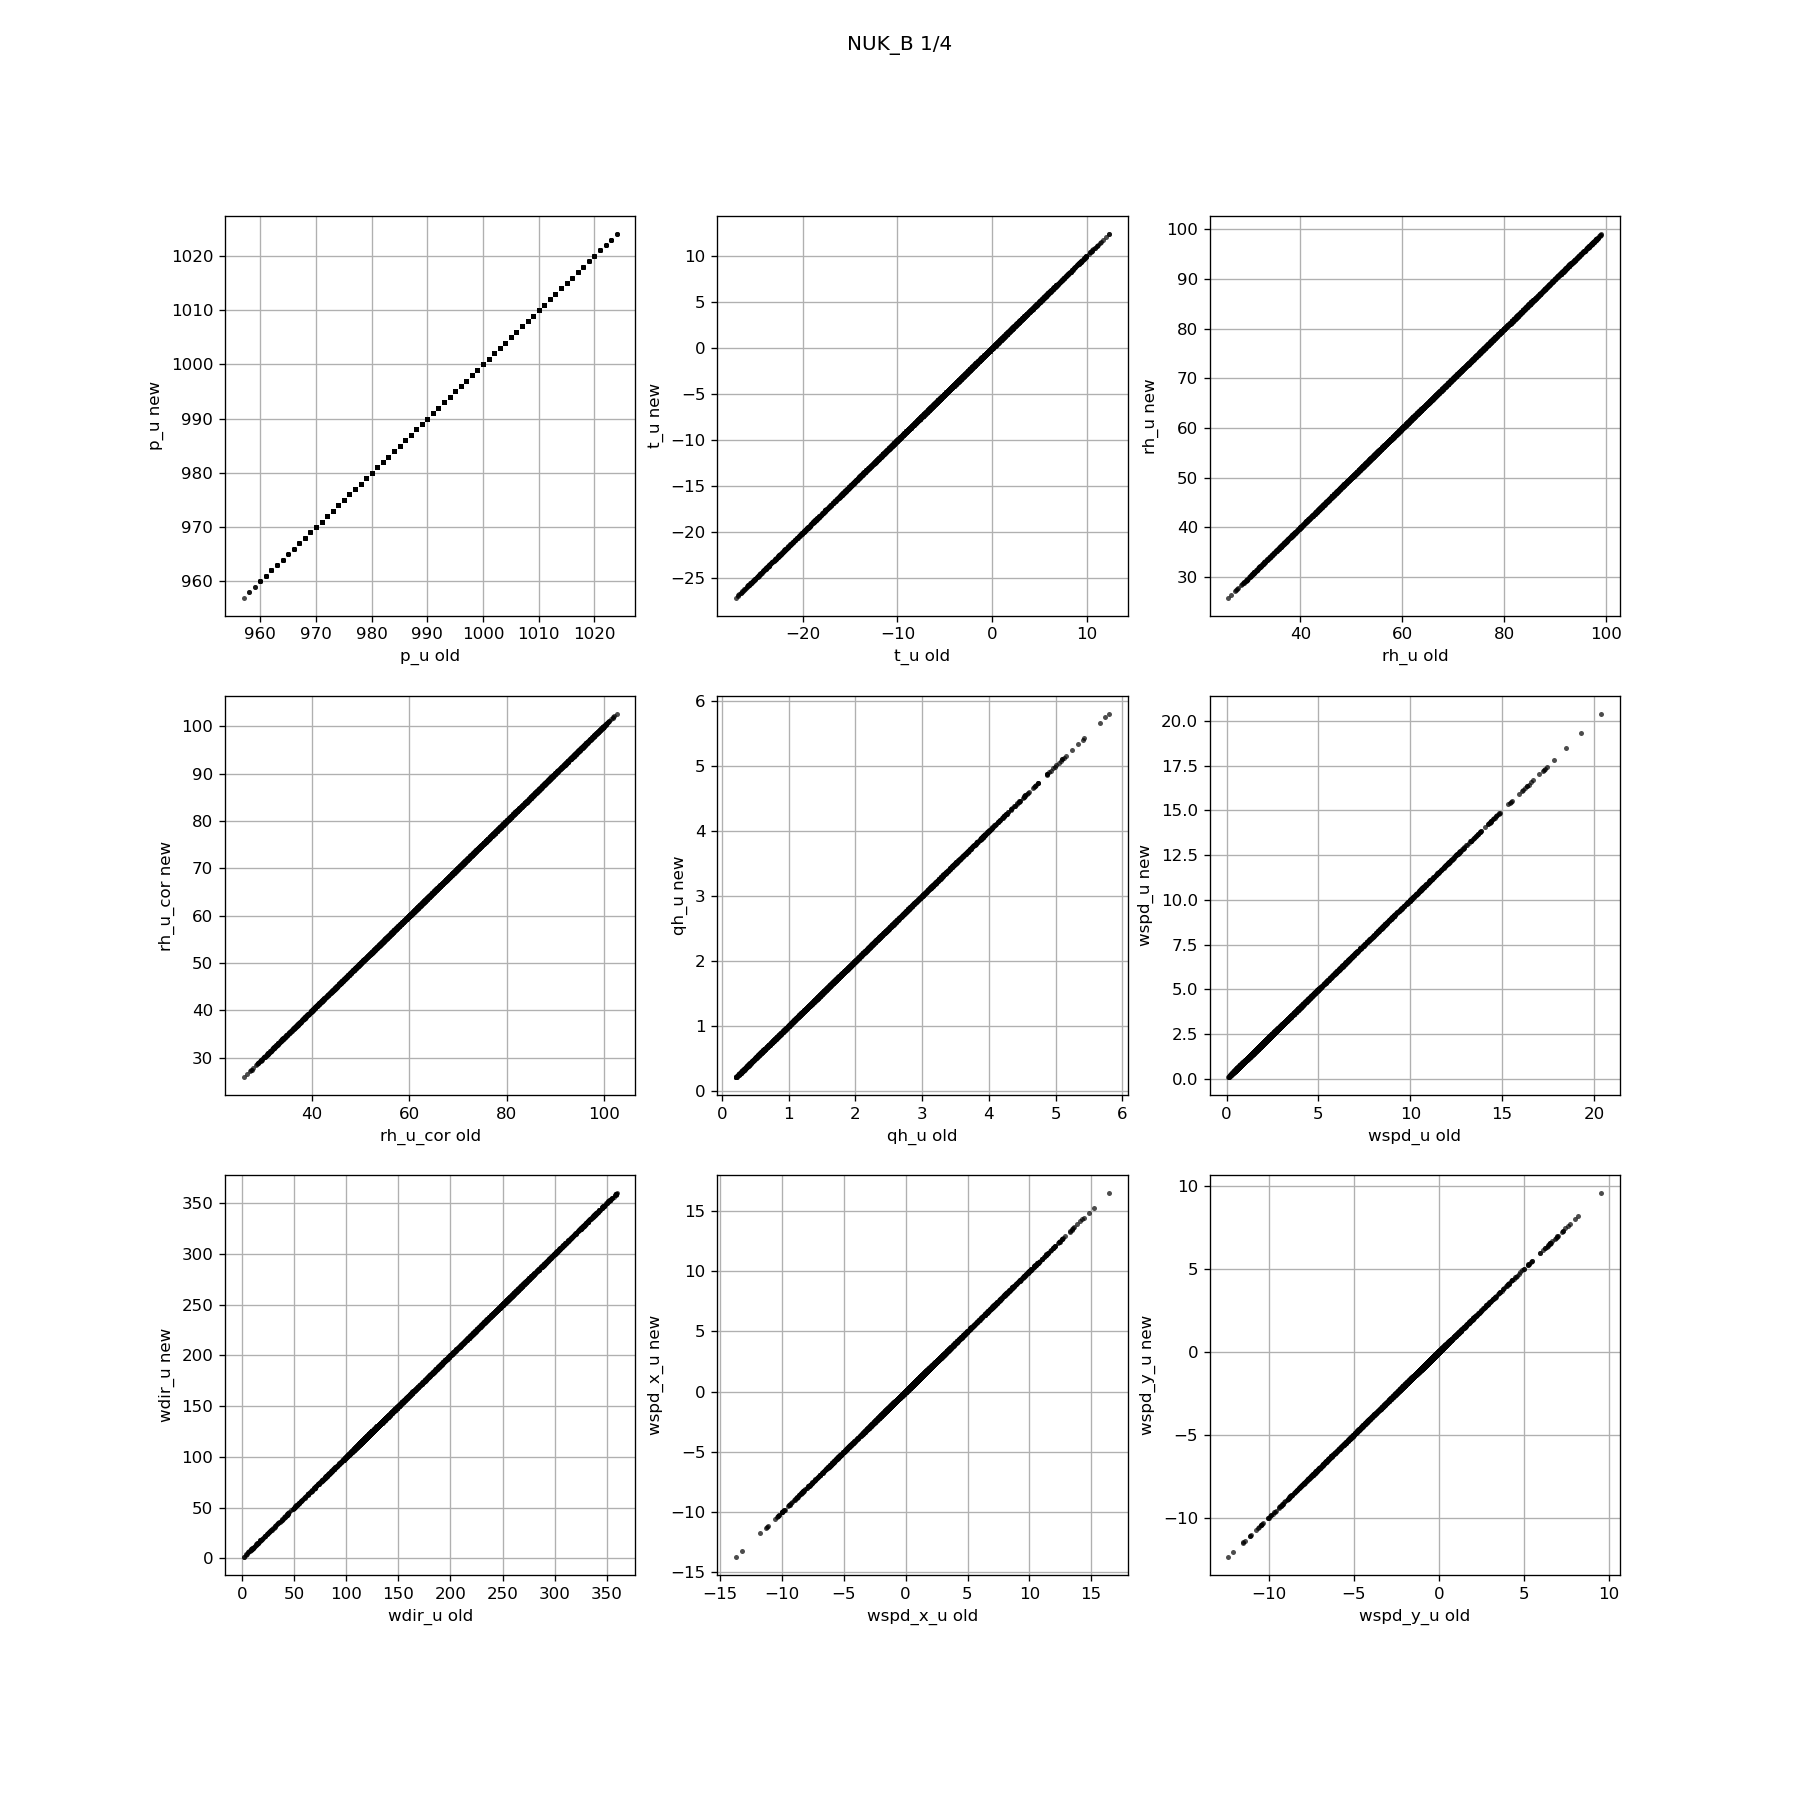 NUK_B 1/4
1020
1010
1000
990
980
970
960
p_u new
960 970 980 990 1000 1010 1020
p_u old
10
5
0
−5
−10
−15
−20
−25
t_u new
−20 −10 0 10
t_u old
100
90
80
70
60
50
40
30
rh_u new
40 60 80 100
rh_u old
100
90
80
70
60
50
40
30
rh_u_cor new
40 60 80 100
rh_u_cor old
6
5
4
3
2
1
0
qh_u new
0 1 2 3 4 5 6
qh_u old
20.0
17.5
15.0
12.5
10.0
7.5
5.0
2.5
0.0
wspd_u new
0 5 10 15 20
wspd_u old
350
300
250
200
150
100
50
0
wdir_u new
0 50 100 150 200 250 300 350
wdir_u old
15
10
5
0
−5
−10
−15
wspd_x_u new
−15 −10 −5 0 5 10 15
wspd_x_u old
10
5
0
−5
−10
wspd_y_u new
−10 −5 0 5 10
wspd_y_u old